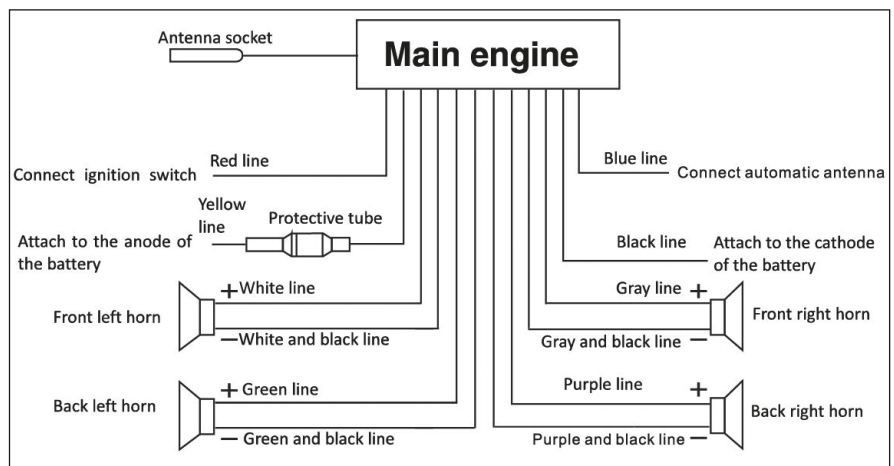 Antenna socket
Main engine
Connect ignition switch
Red line
Blue line
Connect automatic antenna
Yellow
line
Protective tube
Attach to the anode of
the battery
Black line
Attach to the cathode
of the battery
Front left horn
+ White line
− White and black line
Gray line +
Gray and black line −
Front right horn
Back left horn
+ Green line
− Green and black line
Purple line +
Purple and black line −
Back right horn